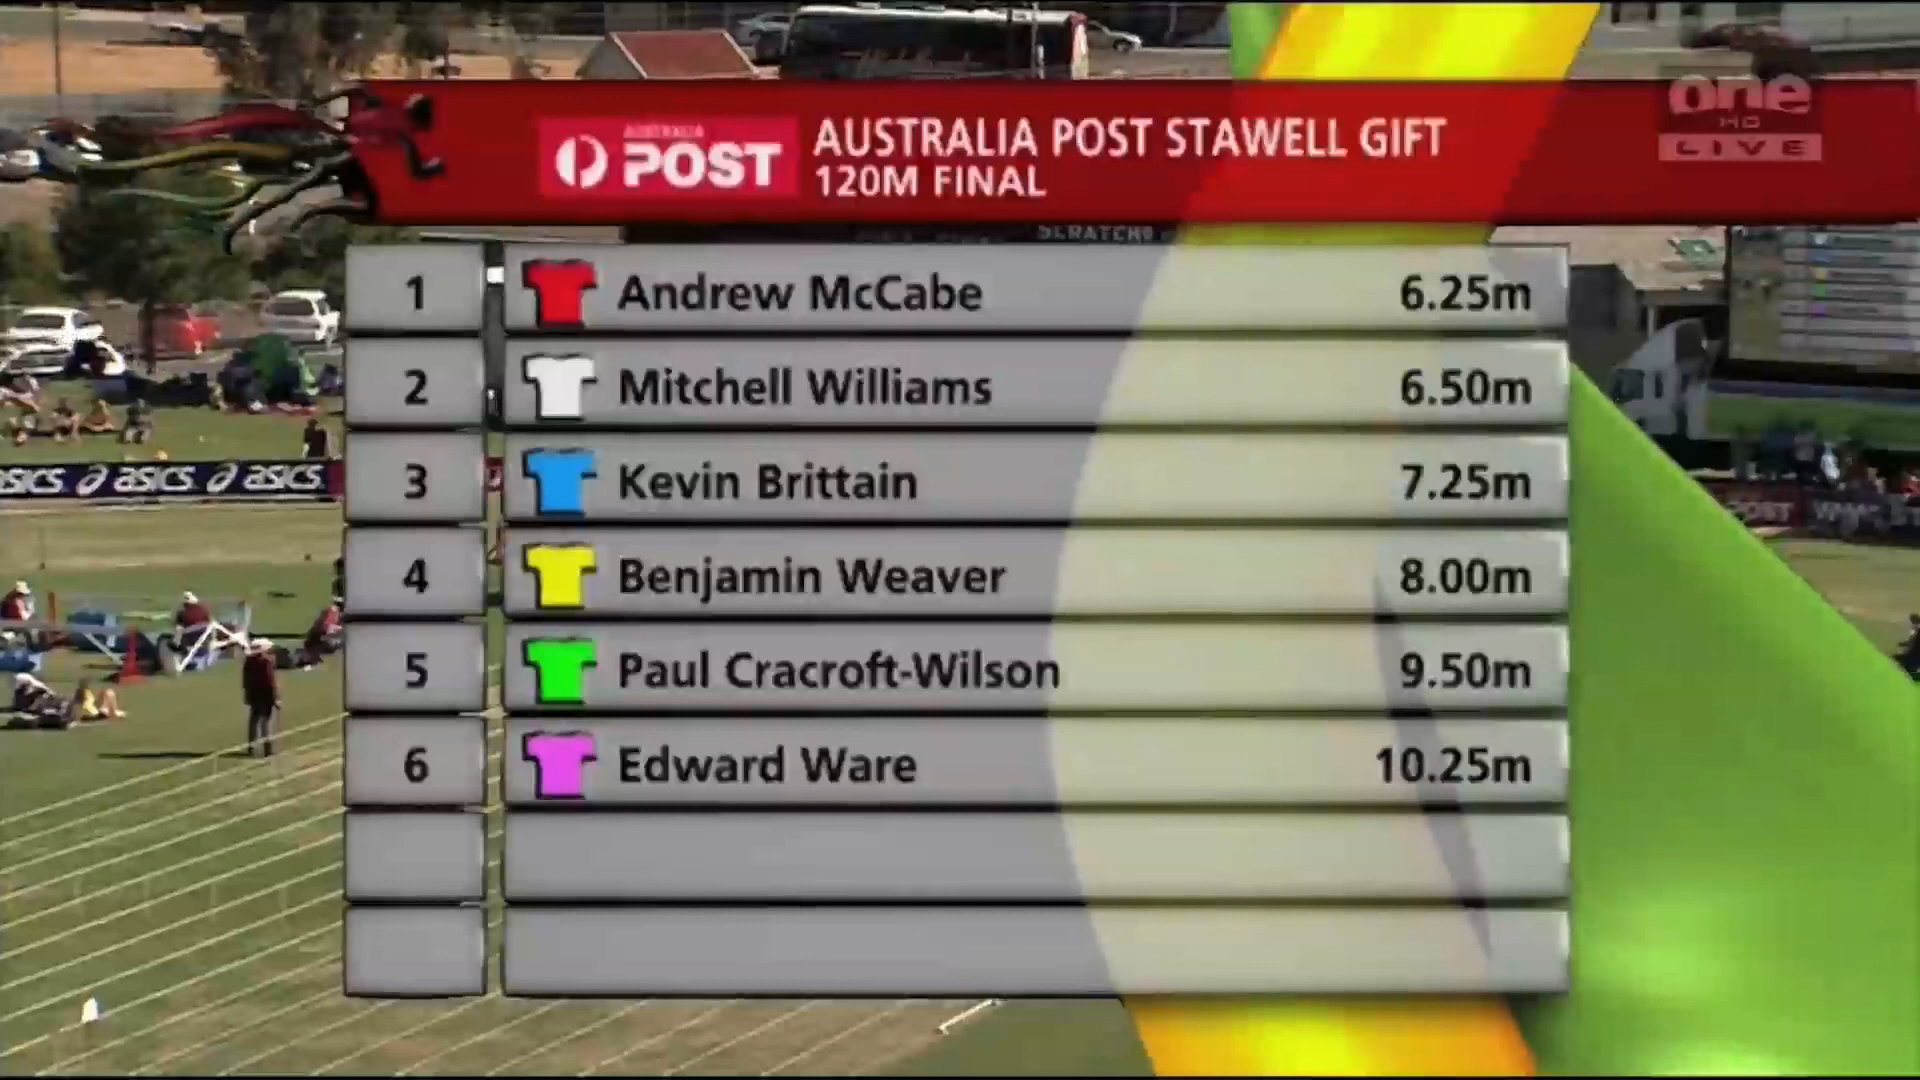 one
HD
LIVE
AUSTRALIA
POST
AUSTRALIA POST STAWELL GIFT
120M FINAL
SCRATCHO
1 Andrew McCabe 6.25m
2 Mitchell Williams 6.50m
3 Kevin Brittain 7.25m
4 Benjamin Weaver 8.00m
5 Paul Cracroft-Wilson 9.50m
6 Edward Ware 10.25m
asics asics asics
POST